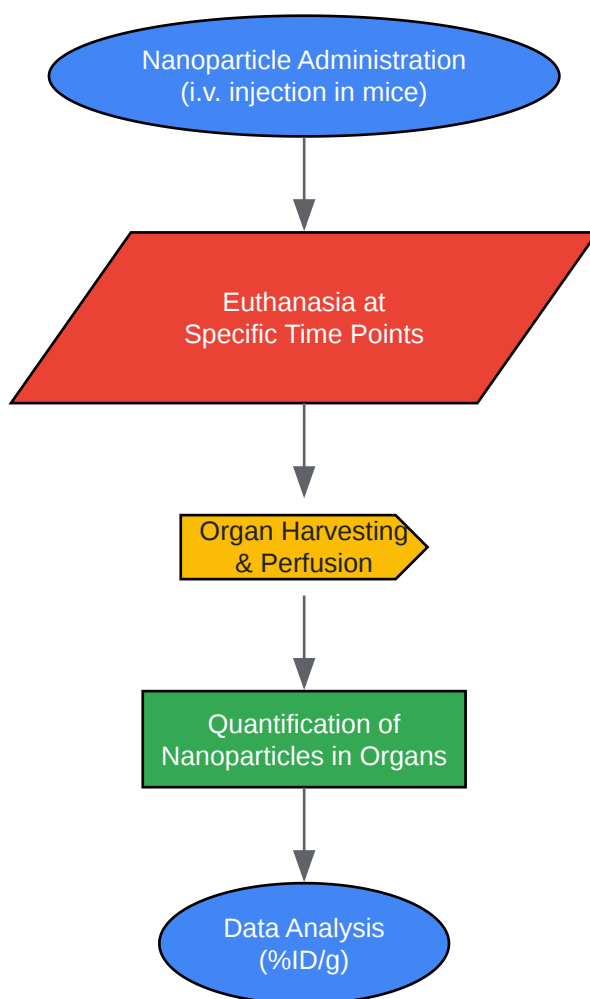 Nanoparticle Administration
(i.v. injection in mice)
Euthanasia at
Specific Time Points
Organ Harvesting
& Perfusion
Quantification of
Nanoparticles in Organs
Data Analysis
(%ID/g)